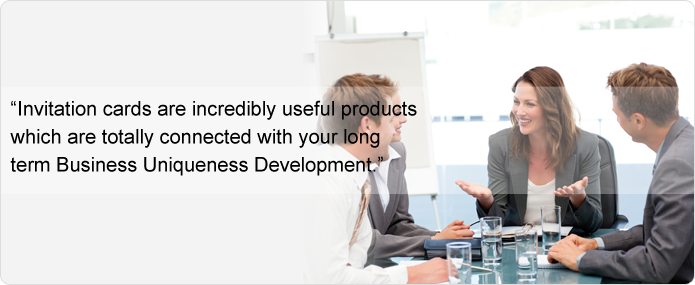 “Invitation cards are incredibly useful products
which are totally connected with your long
term Business Uniqueness Development.”